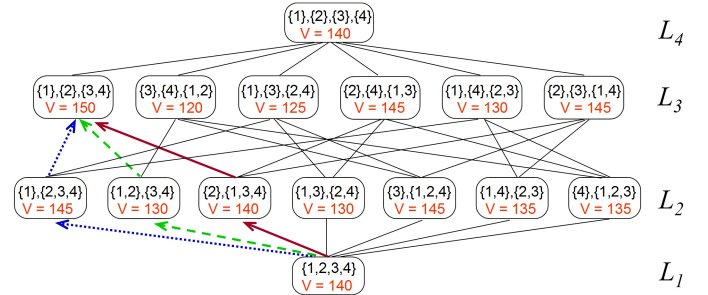 {1},{2},{3},{4}
V = 140
L4
{1},{2},{3,4}
V = 150
{3},{4},{1,2}
V = 120
{1},{3},{2,4}
V = 125
{2},{4},{1,3}
V = 145
{1},{4},{2,3}
V = 130
{2},{3},{1,4}
V = 145
L3
{1},{2,3,4}
V = 145
{1,2},{3,4}
V = 130
{2},{1,3,4}
V = 140
{1,3},{2,4}
V = 130
{3},{1,2,4}
V = 145
{1,4},{2,3}
V = 135
{4},{1,2,3}
V = 135
L2
{1,2,3,4}
V = 140
L1